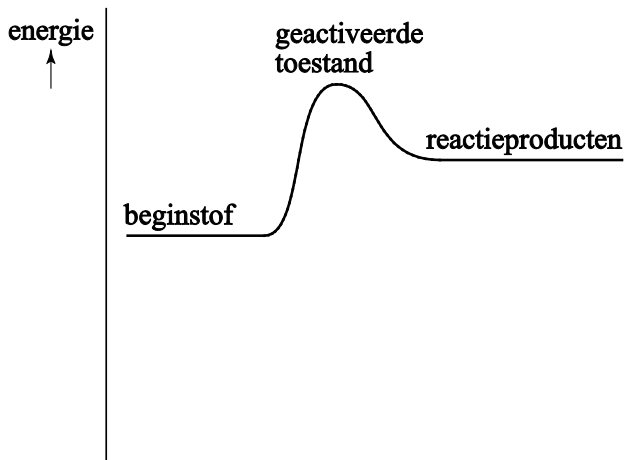 energie
geactiveerde
toestand
reactieproducten
beginstof